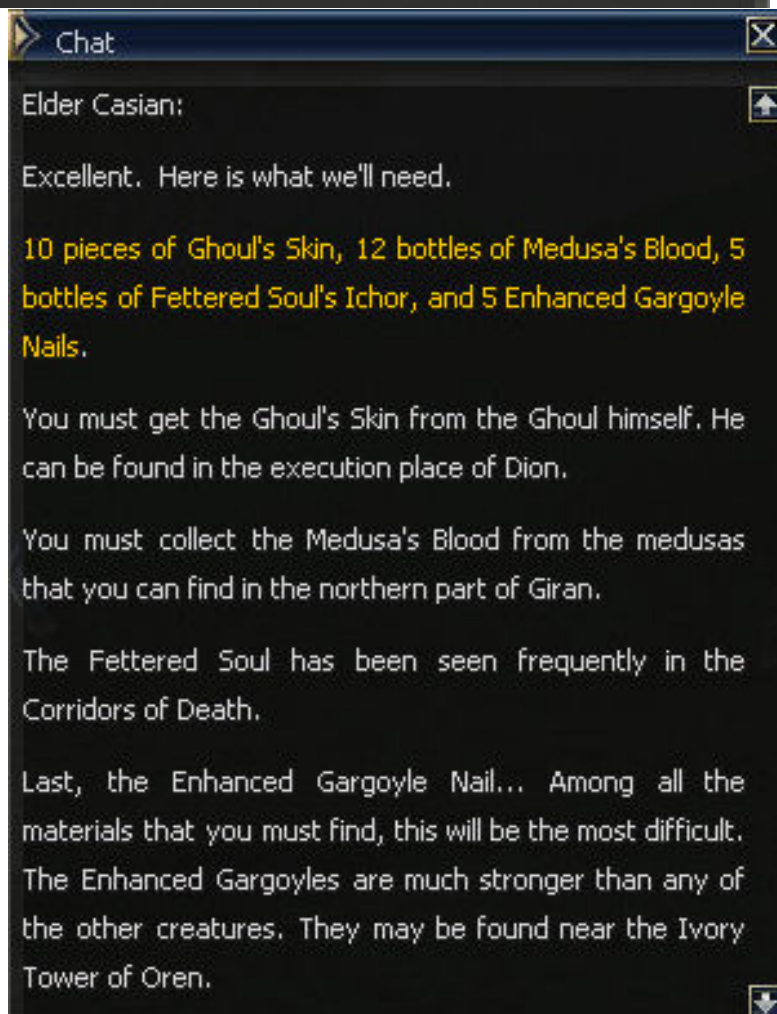 Chat
Elder Casian:
Excellent. Here is what we'll need.
10 pieces of Ghoul's Skin, 12 bottles of Medusa's Blood, 5
bottles of Fettered Soul's Ichor, and 5 Enhanced Gargoyle
Nails.
You must get the Ghoul's Skin from the Ghoul himself. He
can be found in the execution place of Dion.
You must collect the Medusa's Blood from the medusas
that you can find in the northern part of Giran.
The Fettered Soul has been seen frequently in the
Corridors of Death.
Last, the Enhanced Gargoyle Nail... Among all the
materials that you must find, this will be the most difficult.
The Enhanced Gargoyles are much stronger than any of
the other creatures. They may be found near the Ivory
Tower of Oren.